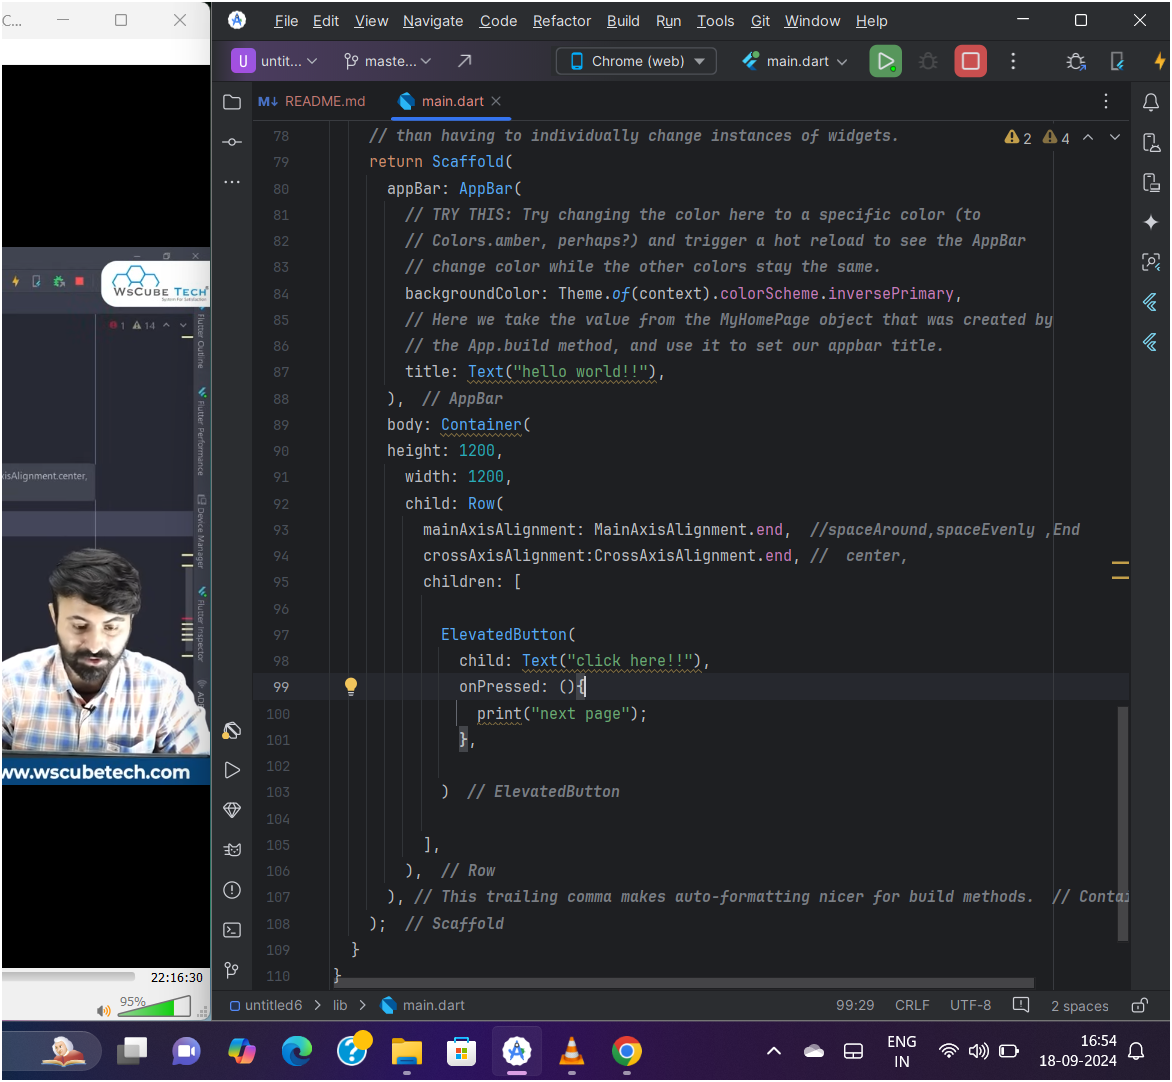 C...
File Edit View Navigate Code Refactor Build Run Tools Git Window Help
U untit... maste... Chrome (web) main.dart
M↓ README.md main.dart
2 4
78 // than having to individually change instances of widgets.
79 return Scaffold(
80 appBar: AppBar(
81 // TRY THIS: Try changing the color here to a specific color (to
82 // Colors.amber, perhaps?) and trigger a hot reload to see the AppBar
83 // change color while the other colors stay the same.
84 backgroundColor: Theme.of(context).colorScheme.inversePrimary,
85 // Here we take the value from the MyHomePage object that was created by
86 // the App.build method, and use it to set our appbar title.
87 title: Text("hello world!!"),
88 ), // AppBar
89 body: Container(
90 height: 1200,
91 width: 1200,
92 child: Row(
93 mainAxisAlignment: MainAxisAlignment.end, //spaceAround,spaceEvenly ,End
94 crossAxisAlignment:CrossAxisAlignment.end, // center,
95 children: [
96
97 ElevatedButton(
98 child: Text("click here!!"),
99 onPressed: (){
100 print("next page");
101 },
102
103 ) // ElevatedButton
104
105 ],
106 ), // Row
107 ), // This trailing comma makes auto-formatting nicer for build methods. // Contai
108 ); // Scaffold
109 }
110 }
WsCube Tech
1 14
Flutter Outline
Flutter Performance
xisAlignment.center,
Device Manager
Flutter Inspector
ww.wscubetech.com
22:16:30
95%
untitled6 > lib > main.dart 99:29 CRLF UTF-8 2 spaces
ENG
IN
16:54
18-09-2024